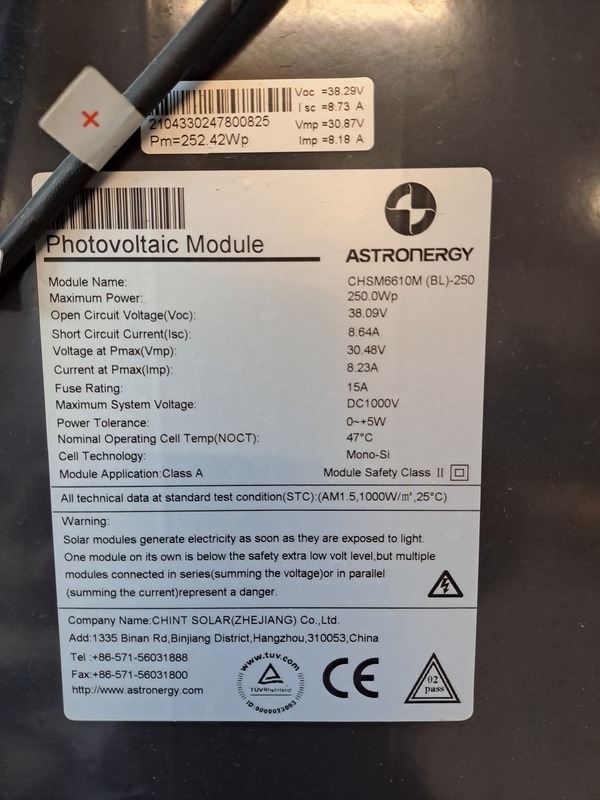 ×
Voc =38.29V
Isc =8.73 A
2104330247800825
Vmp =30.87V
Pm=252.42Wp
Imp =8.18 A
Photovoltaic Module
ASTRONERGY
Module Name: CHSM6610M (BL)-250
Maximum Power: 250.0Wp
Open Circuit Voltage(Voc): 38.09V
Short Circuit Current(Isc): 8.64A
Voltage at Pmax(Vmp): 30.48V
Current at Pmax(Imp): 8.23A
Fuse Rating: 15A
Maximum System Voltage: DC1000V
Power Tolerance: 0~+5W
Nominal Operating Cell Temp(NOCT): 47°C
Cell Technology: Mono-Si
Module Application:Class A Module Safety Class II
All technical data at standard test condition(STC):(AM1.5,1000W/㎡,25°C)
Warning:
Solar modules generate electricity as soon as they are exposed to light.
One module on its own is below the safety extra low volt level,but multiple
modules connected in series(summing the voltage)or in parallel
(summing the current)represent a danger.
Company Name:CHINT SOLAR(ZHEJIANG) Co.,Ltd.
Add:1335 Binan Rd,Binjiang District,Hangzhou,310053,China
Tel :+86-571-56031888
Fax:+86-571-56031800
http://www.astronergy.com
www.tuv.com
TÜVRheinland
ID:0000023093
CE
02
pass